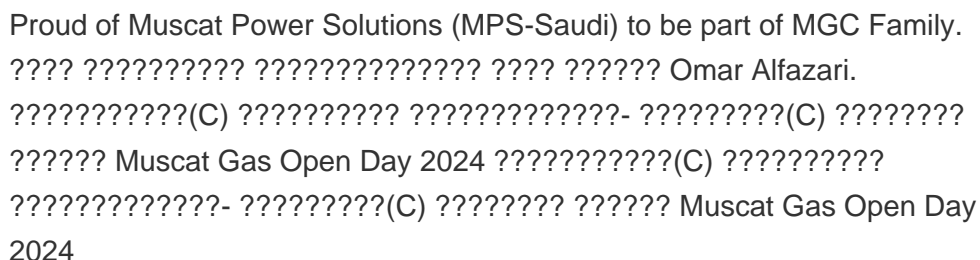 Proud of Muscat Power Solutions (MPS-Saudi) to be part of MGC Family.
???? ?????????? ?????????????? ???? ?????? Omar Alfazari.
???????????(C) ?????????? ?????????????- ?????????(C) ????????
?????? Muscat Gas Open Day 2024 ???????????(C) ??????????
?????????????- ?????????(C) ???????? ?????? Muscat Gas Open Day
2024